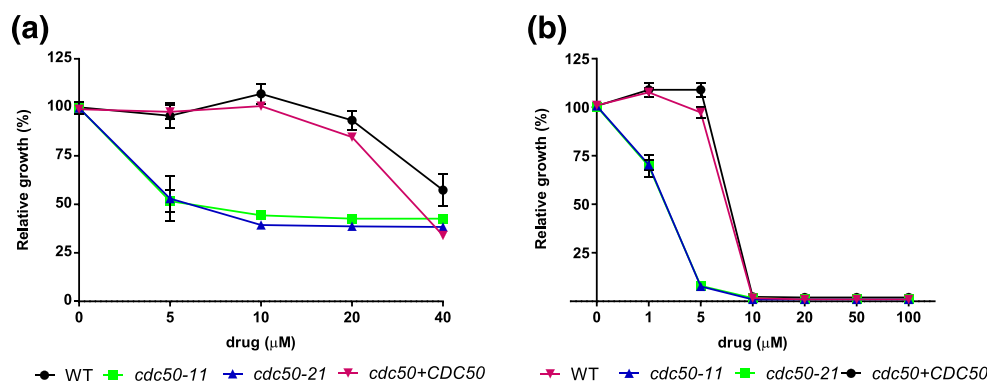 (a)
(b)
125
100
75
50
25
0
Relative growth (%)
0 5 10 20 40
drug (μM)
WT cdc50-11 cdc50-21 cdc50+CDC50
125
100
75
50
25
Relative growth (%)
0 1 5 10 20 50 100
drug (μM)
WT cdc50-11 cdc50-21 cdc50+CDC50